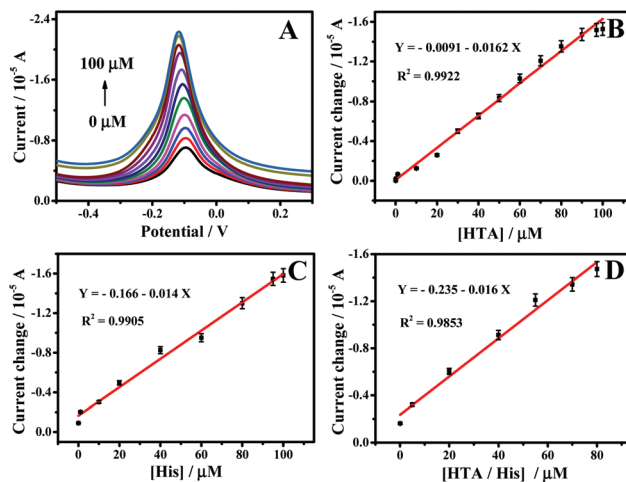 A
-2.4
-1.8
-1.2
-0.6
0.0
Current / 10⁻⁵ A
100 μM
0 μM
-0.4
-0.2
0.0
0.2
Potential / V
B
-1.6
-1.2
-0.8
-0.4
0.0
Current change / 10⁻⁵ A
Y = - 0.0091 - 0.0162 X
R² = 0.9922
0
20
40
60
80
100
[HTA] / μM
C
-1.6
-1.2
-0.8
-0.4
0.0
Current change / 10⁻⁵ A
Y = - 0.166 - 0.014 X
R² = 0.9905
0
20
40
60
80
100
[His] / μM
D
-1.6
-1.2
-0.8
-0.4
0.0
Current change / 10⁻⁵ A
Y = - 0.235 - 0.016 X
R² = 0.9853
0
20
40
60
80
[HTA / His] / μM